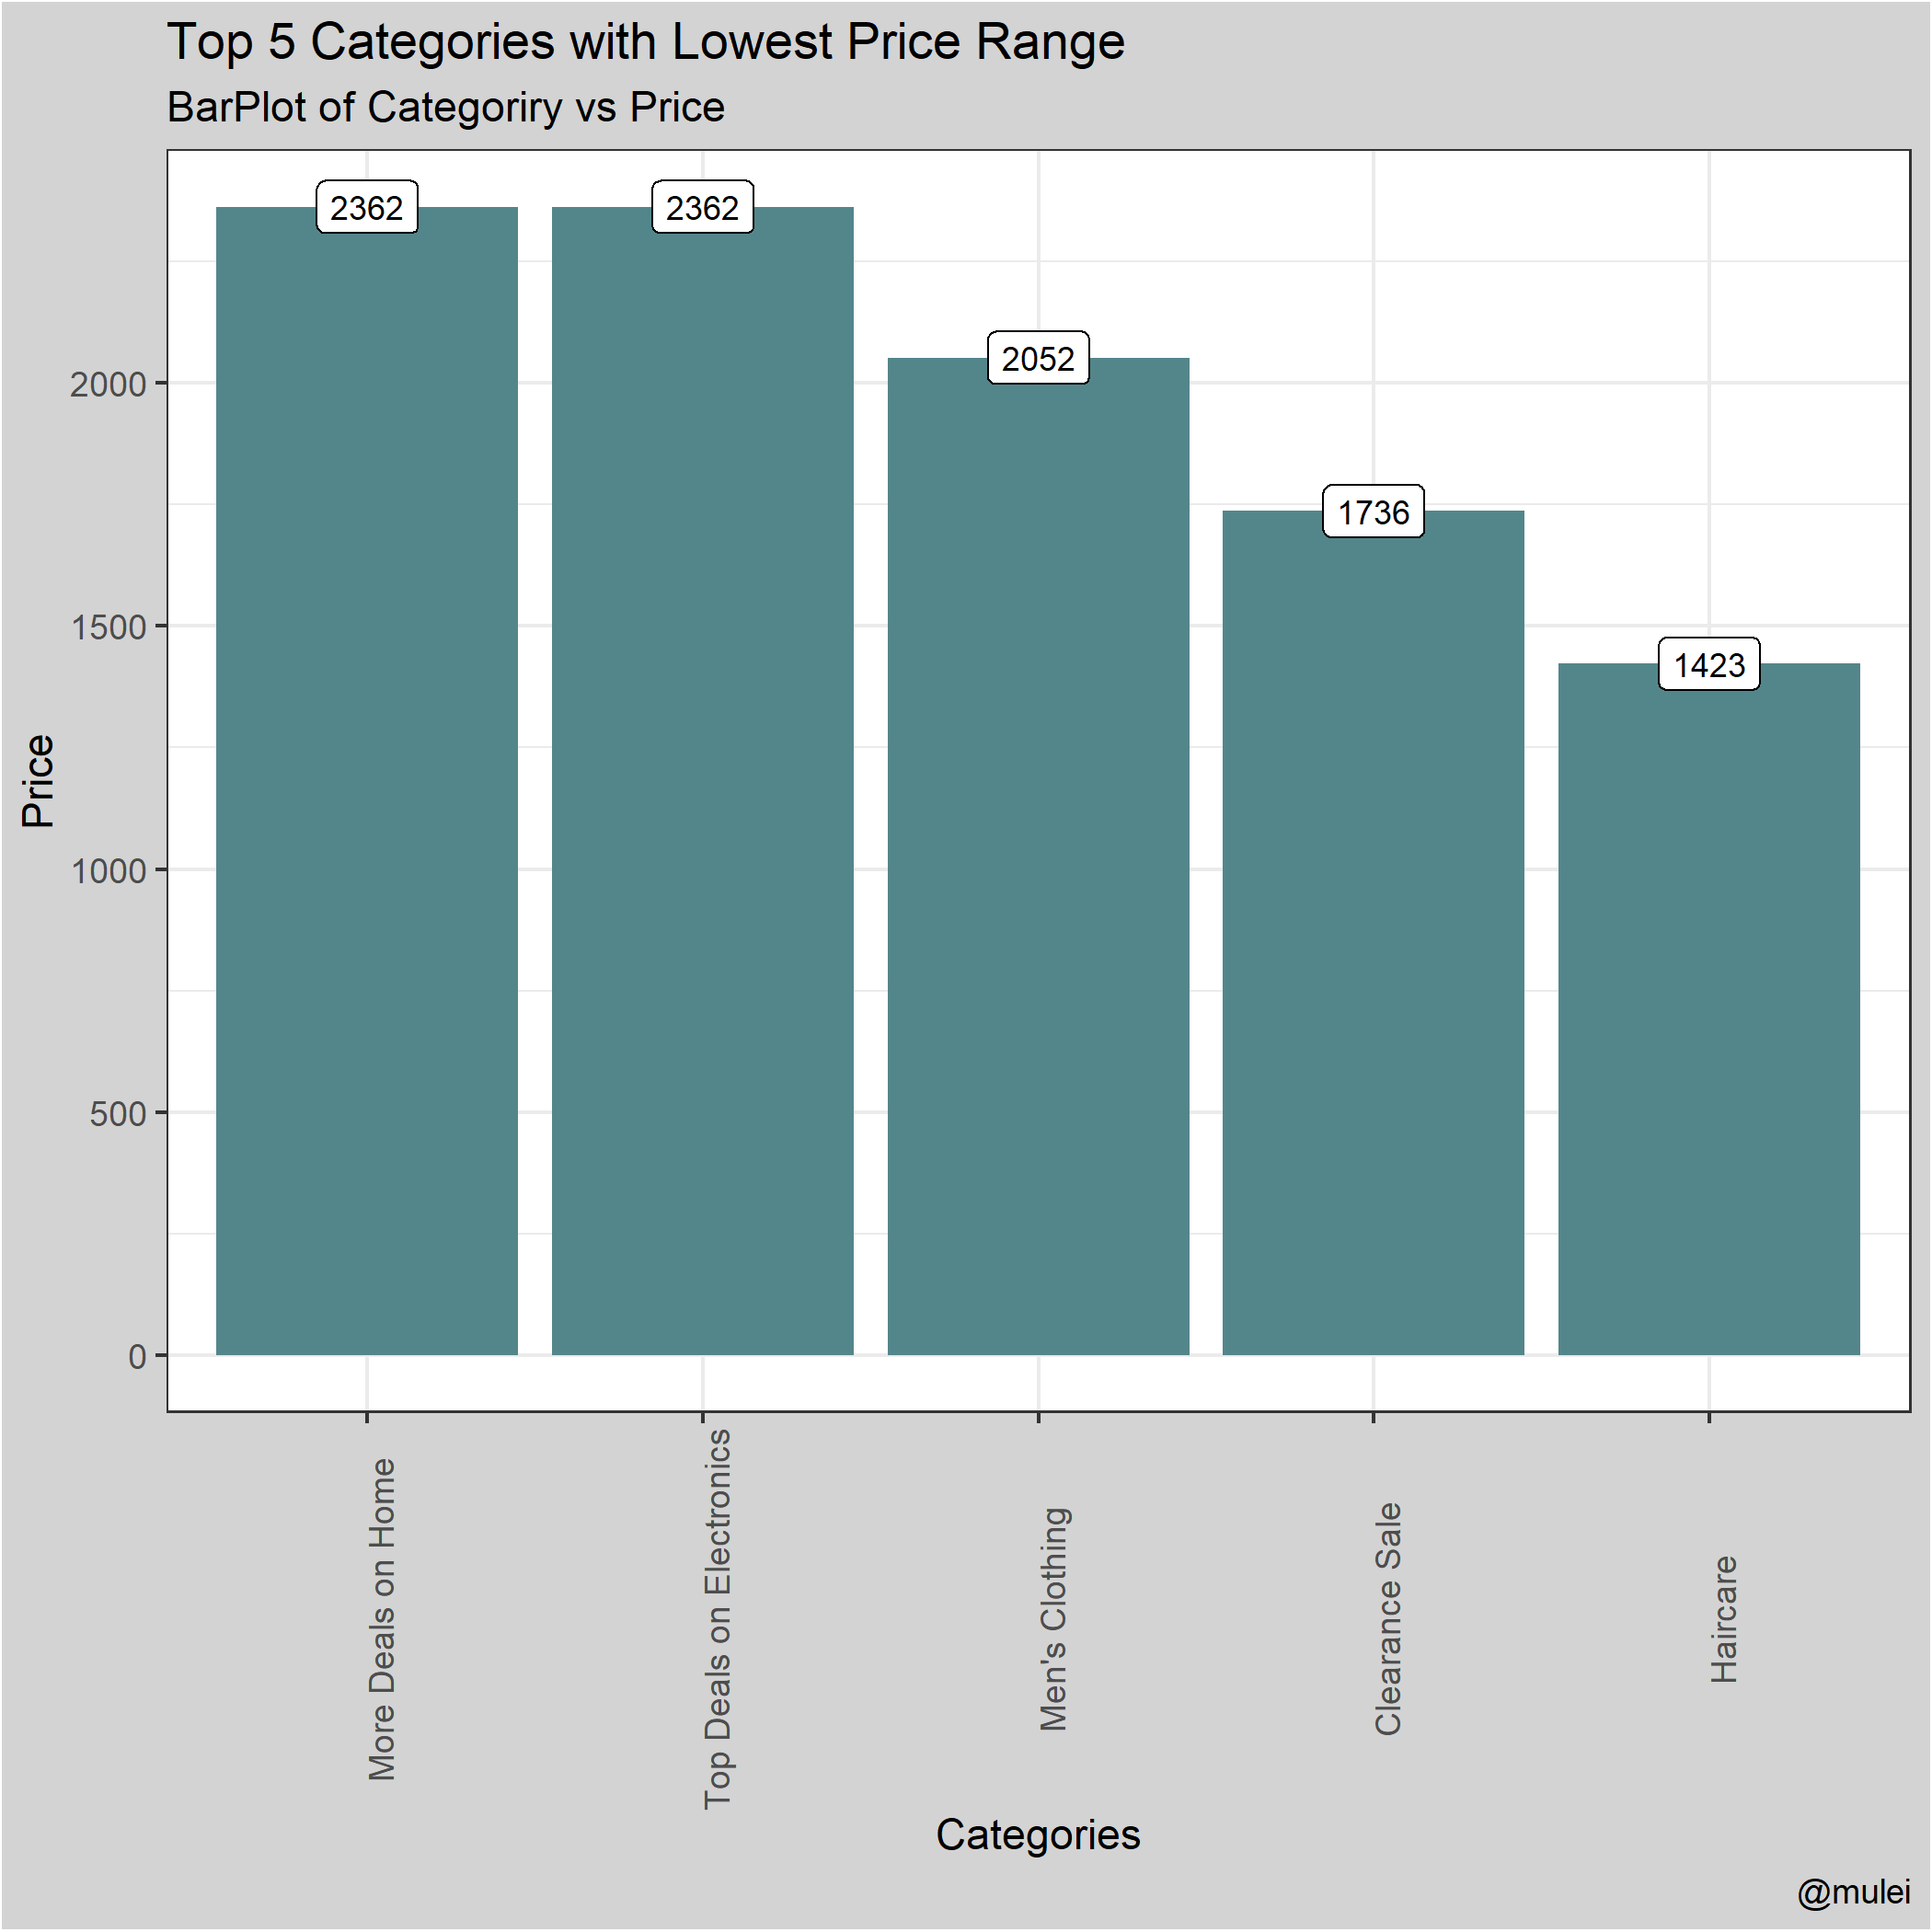 Top 5 Categories with Lowest Price Range
BarPlot of Categoriry vs Price
2362
2362
2052
1736
1423
2000
1500
1000
500
0
Price
More Deals on Home
Top Deals on Electronics
Men's Clothing
Clearance Sale
Haircare
Categories
@mulei